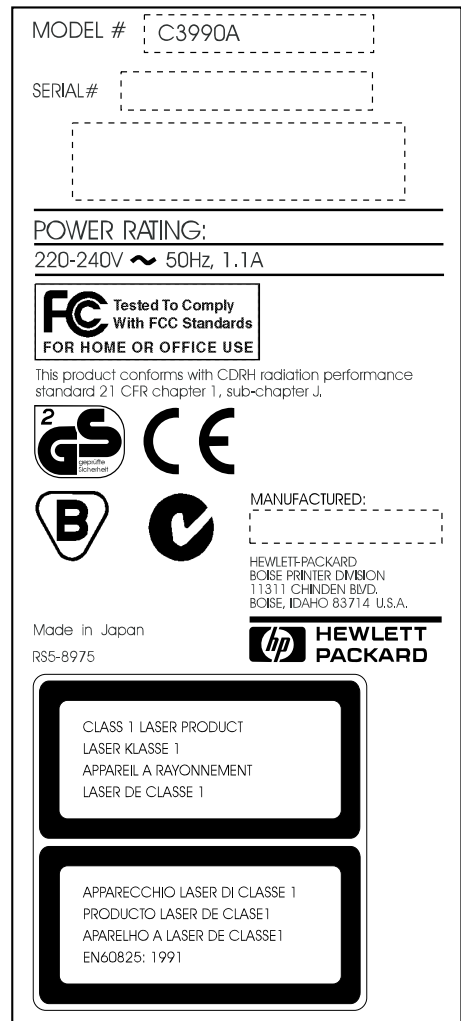 MODEL # C3990A
SERIAL#
POWER RATING:
220-240V ~ 50Hz, 1.1A
FC Tested To Comply
With FCC Standards
FOR HOME OR OFFICE USE
This product conforms with CDRH radiation performance
standard 21 CFR chapter 1, sub-chapter J.
2
GS
geprüfte
Sicherheit
CE
B
MANUFACTURED:
HEWLETT-PACKARD
BOISE PRINTER DIVISION
11311 CHINDEN BLVD.
BOISE, IDAHO 83714 U.S.A.
Made in Japan
RS5-8975
hp HEWLETT
PACKARD
CLASS 1 LASER PRODUCT
LASER KLASSE 1
APPAREIL A RAYONNEMENT
LASER DE CLASSE 1
APPARECCHIO LASER DI CLASSE 1
PRODUCTO LASER DE CLASE1
APARELHO A LASER DE CLASSE1
EN60825: 1991